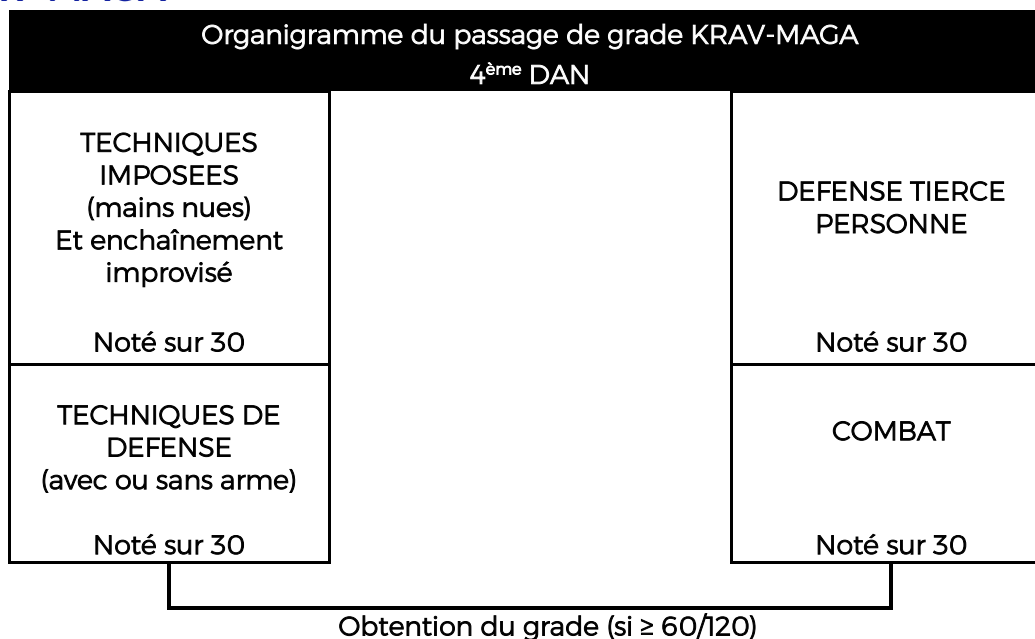 Organigramme du passage de grade KRAV-MAGA
4ème DAN
TECHNIQUES
IMPOSEES
(mains nues)
Et enchaînement
improvisé
Noté sur 30
TECHNIQUES DE
DEFENSE
(avec ou sans arme)
Noté sur 30
DEFENSE TIERCE
PERSONNE
Noté sur 30
COMBAT
Noté sur 30
Obtention du grade (si ≥ 60/120)